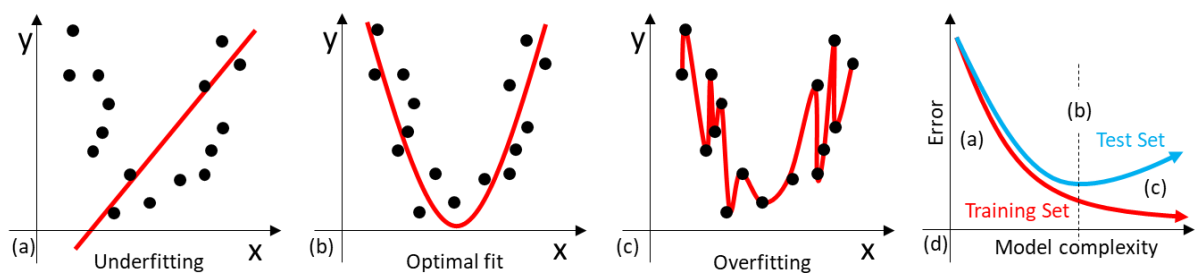 y
(a)
x
Underfitting
y
(b)
x
Optimal fit
y
(c)
x
Overfitting
Error
(a)
(b)
Test Set
(c)
Training Set
(d)
Model complexity